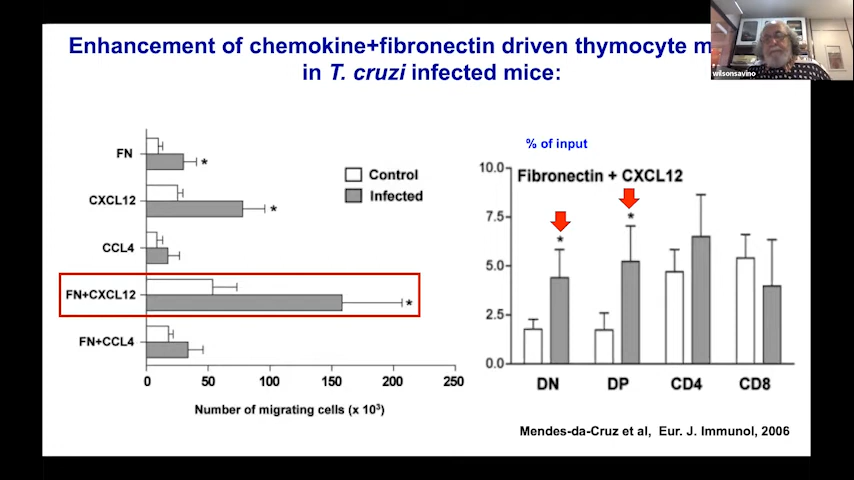 Enhancement of chemokine+fibronectin driven thymocyte
in T. cruzi infected mice:
wilsonsavino
FN
CXCL12
CCL4
FN+CXCL12
FN+CCL4
*
*
*
Control
Infected
0 50 100 150 200 250
Number of migrating cells (x 10³)
% of input
Fibronectin + CXCL12
10.0
7.5
5.0
2.5
0.0
*
*
DN DP CD4 CD8
Mendes-da-Cruz et al, Eur. J. Immunol, 2006